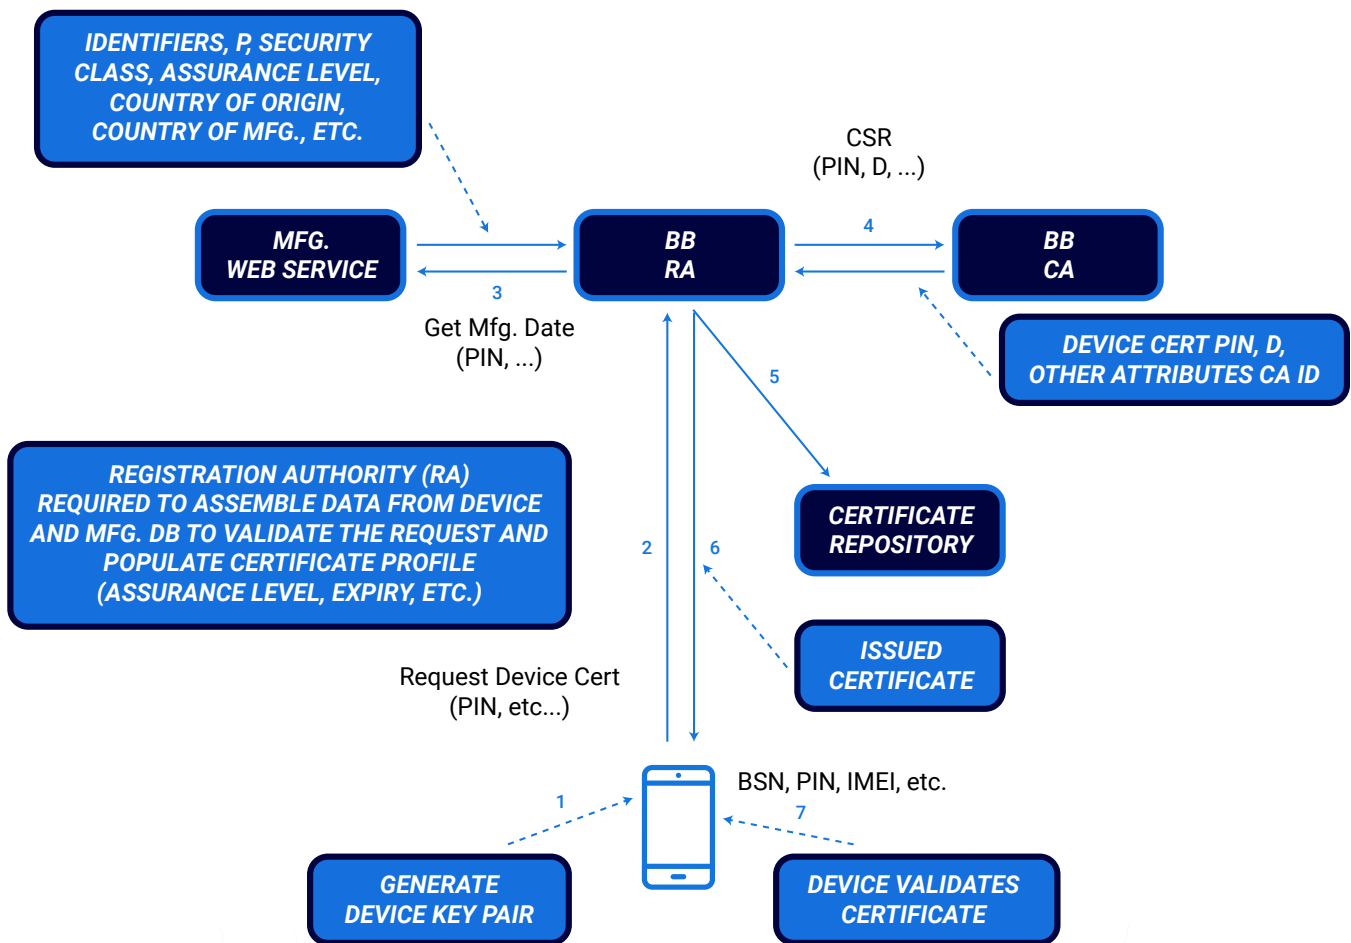 IDENTIFIERS, P, SECURITY
CLASS, ASSURANCE LEVEL,
COUNTRY OF ORIGIN,
COUNTRY OF MFG., ETC.
CSR
(PIN, D, ...)
MFG.
WEB SERVICE
BB
RA
4
BB
CA
3
Get Mfg. Date
(PIN, ...)
DEVICE CERT PIN, D,
OTHER ATTRIBUTES CA ID
5
REGISTRATION AUTHORITY (RA)
REQUIRED TO ASSEMBLE DATA FROM DEVICE
AND MFG. DB TO VALIDATE THE REQUEST AND
POPULATE CERTIFICATE PROFILE
(ASSURANCE LEVEL, EXPIRY, ETC.)
2
6
CERTIFICATE
REPOSITORY
ISSUED
CERTIFICATE
Request Device Cert
(PIN, etc...)
BSN, PIN, IMEI, etc.
1
7
GENERATE
DEVICE KEY PAIR
DEVICE VALIDATES
CERTIFICATE